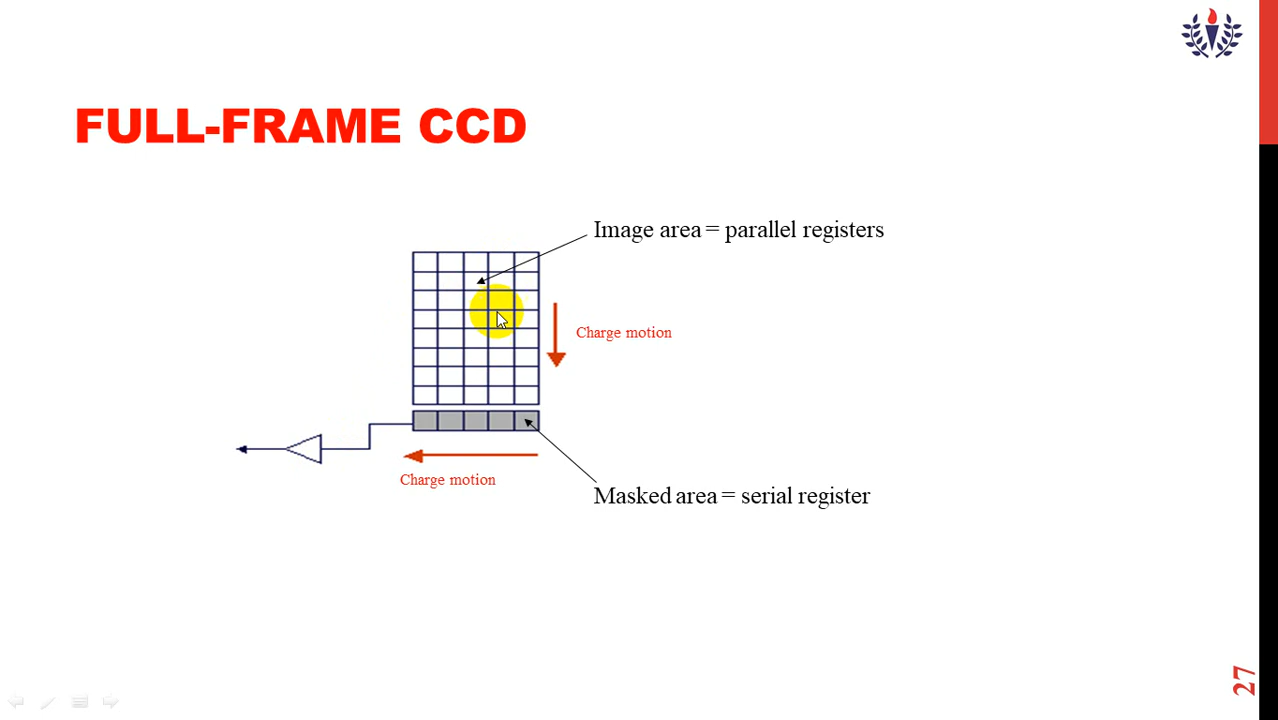 FULL-FRAME CCD
Image area = parallel registers
Charge motion
Charge motion
Masked area = serial register
27